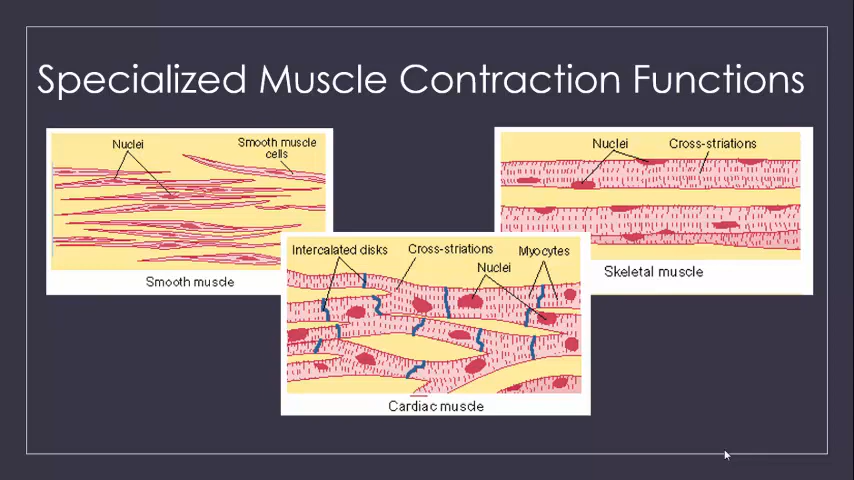 Specialized Muscle Contraction Functions
Nuclei
Smooth muscle
cells
Smooth muscle
Nuclei
Cross-striations
Skeletal muscle
Intercalated disks
Cross-striations
Myocytes
Nuclei
Cardiac muscle